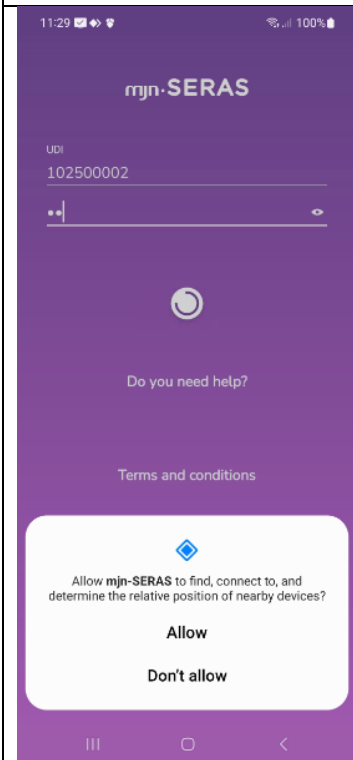 11:29 100%
mjn·SERAS
UDI
102500002
••
Do you need help?
Terms and conditions
Allow mjn-SERAS to find, connect to, and
determine the relative position of nearby devices?
Allow
Don't allow